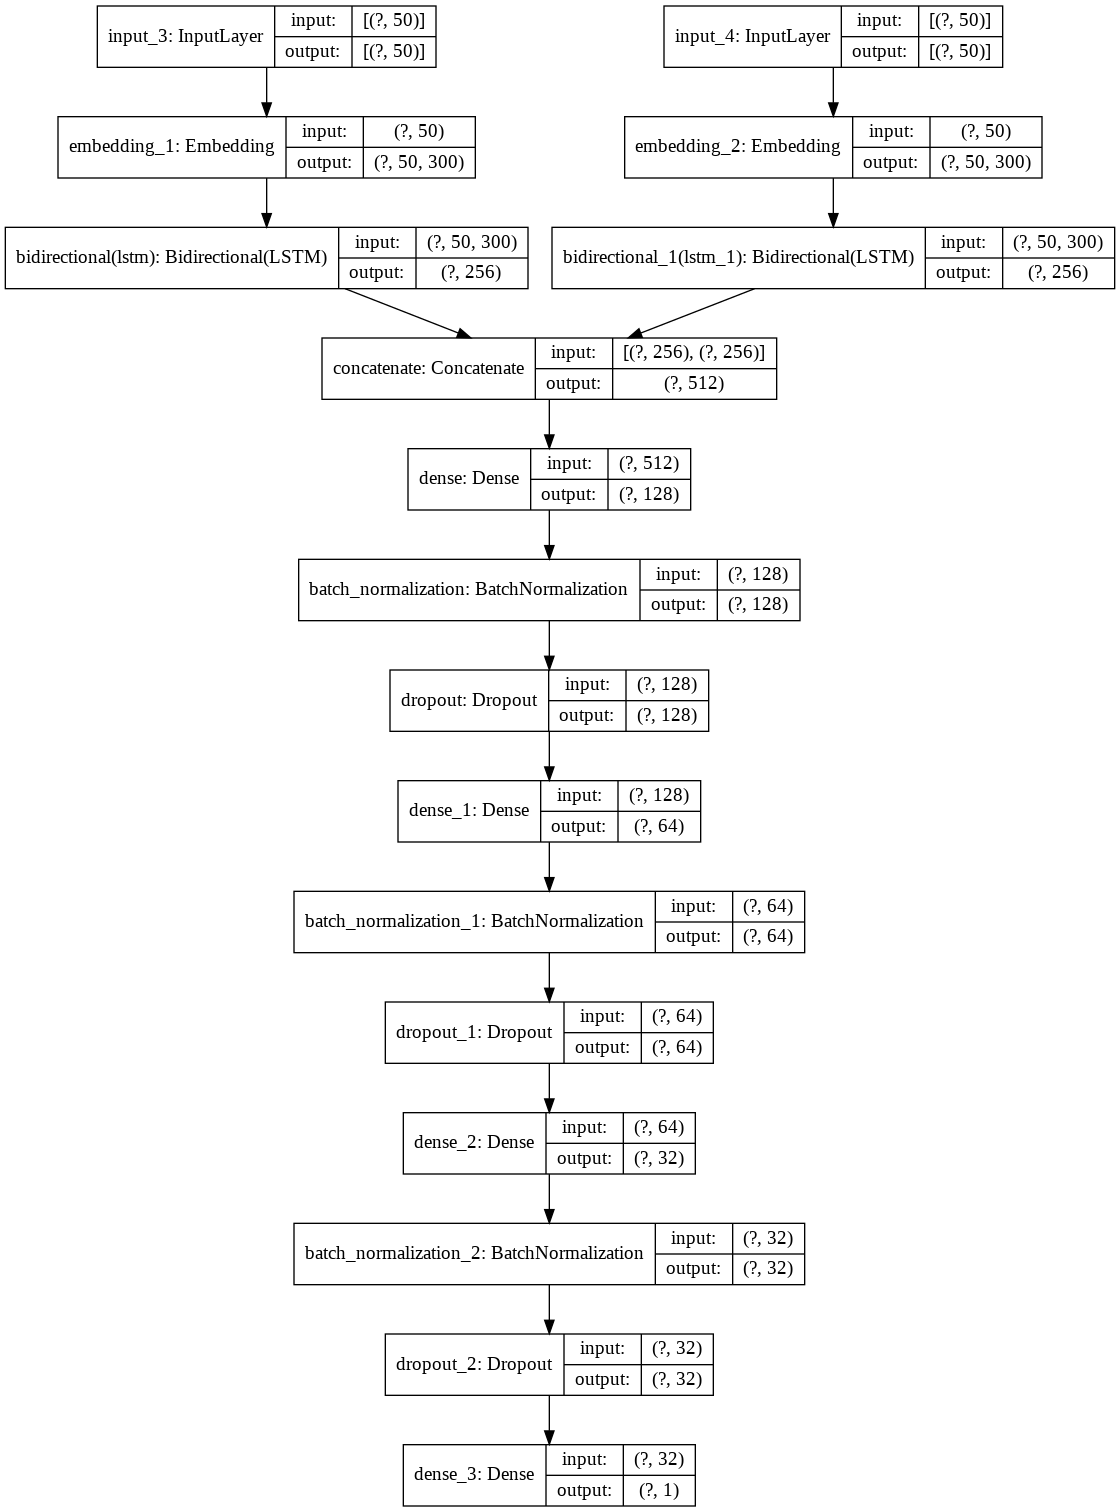 input_3: InputLayer
input: [(?, 50)]
output: [(?, 50)]
input_4: InputLayer
input: [(?, 50)]
output: [(?, 50)]
embedding_1: Embedding
input: (?, 50)
output: (?, 50, 300)
embedding_2: Embedding
input: (?, 50)
output: (?, 50, 300)
bidirectional(lstm): Bidirectional(LSTM)
input: (?, 50, 300)
output: (?, 256)
bidirectional_1(lstm_1): Bidirectional(LSTM)
input: (?, 50, 300)
output: (?, 256)
concatenate: Concatenate
input: [(?, 256), (?, 256)]
output: (?, 512)
dense: Dense
input: (?, 512)
output: (?, 128)
batch_normalization: BatchNormalization
input: (?, 128)
output: (?, 128)
dropout: Dropout
input: (?, 128)
output: (?, 128)
dense_1: Dense
input: (?, 128)
output: (?, 64)
batch_normalization_1: BatchNormalization
input: (?, 64)
output: (?, 64)
dropout_1: Dropout
input: (?, 64)
output: (?, 64)
dense_2: Dense
input: (?, 64)
output: (?, 32)
batch_normalization_2: BatchNormalization
input: (?, 32)
output: (?, 32)
dropout_2: Dropout
input: (?, 32)
output: (?, 32)
dense_3: Dense
input: (?, 32)
output: (?, 1)